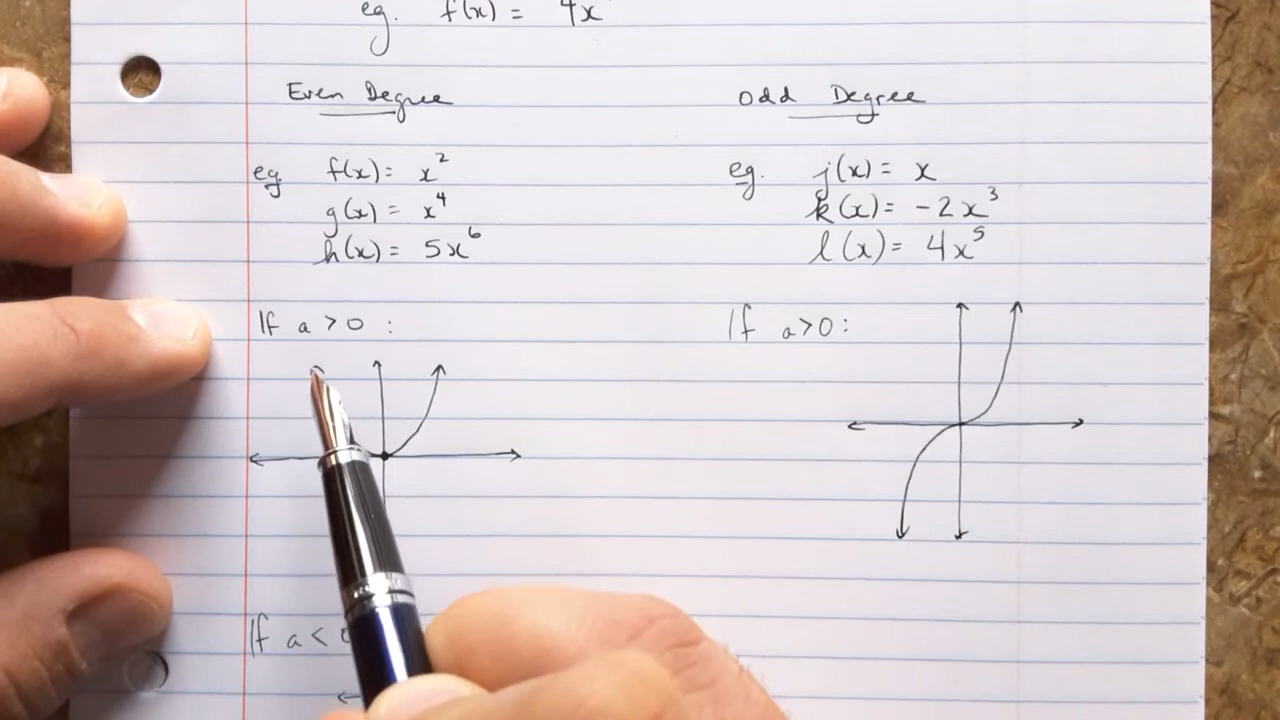 eg. f(x) = 4x
Even Degree
eg. f(x) = x²
g(x) = x⁴
h(x) = 5x⁶
If a > 0 :
If a <
Odd Degree
eg. j(x) = x
k(x) = -2x³
l(x) = 4x⁵
If a>0: